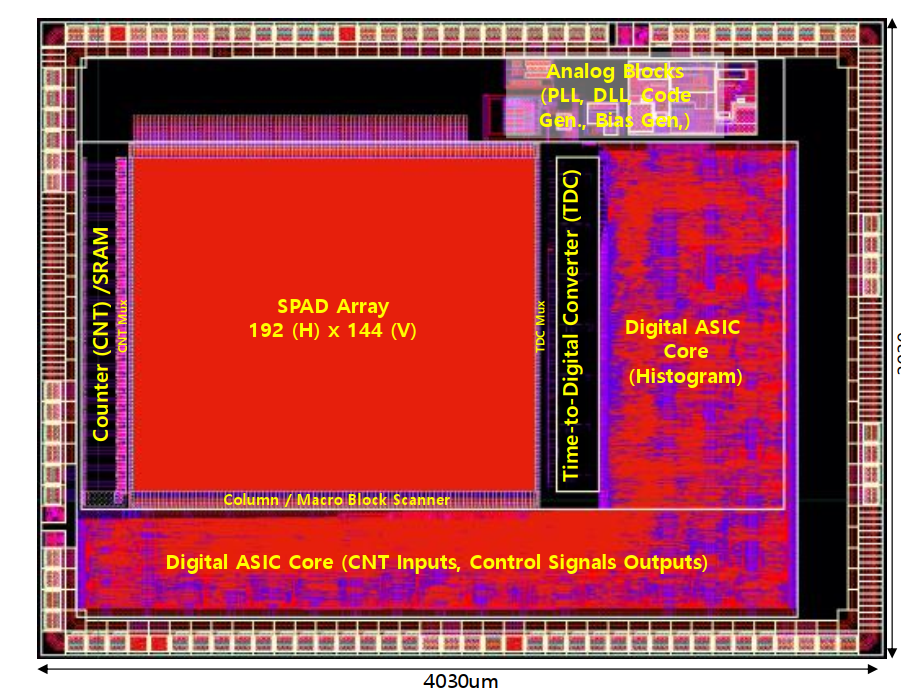 Analog Blocks
(PLL, DLL, Code
Gen., Bias Gen,)
Counter (CNT) /SRAM
CNT Mux
SPAD Array
192 (H) x 144 (V)
TDC Mux
Time-to-Digital Converter (TDC)
Digital ASIC
Core
(Histogram)
Column / Macro Block Scanner
Digital ASIC Core (CNT Inputs, Control Signals Outputs)
4030um